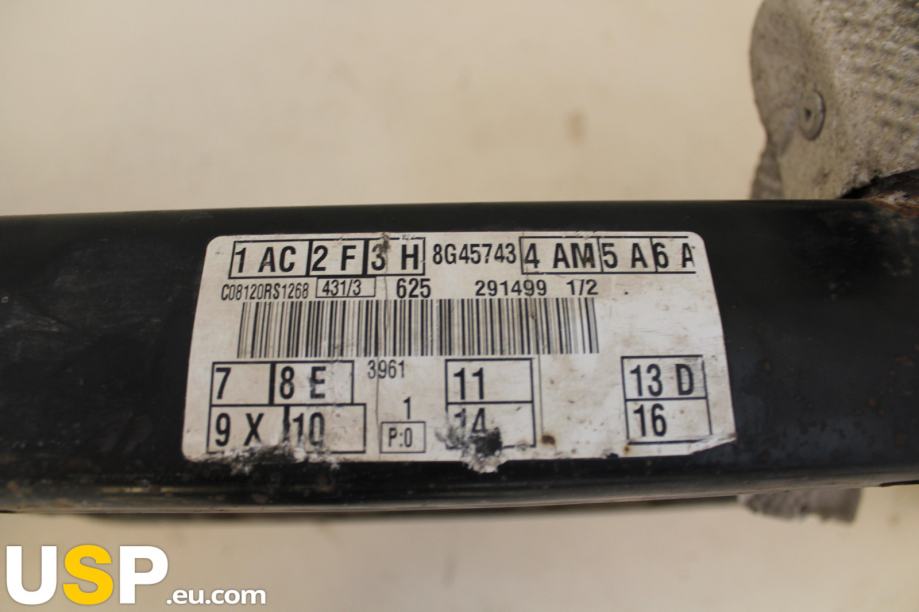 1 AC 2 F 3 H 8G45743 4 AM 5 A 6 A
C08120RS1268 431/3 625 291499 1/2
7 8 E 3961 11 13 D
9 X 10 1 P:0 14 16
USP.eu.com